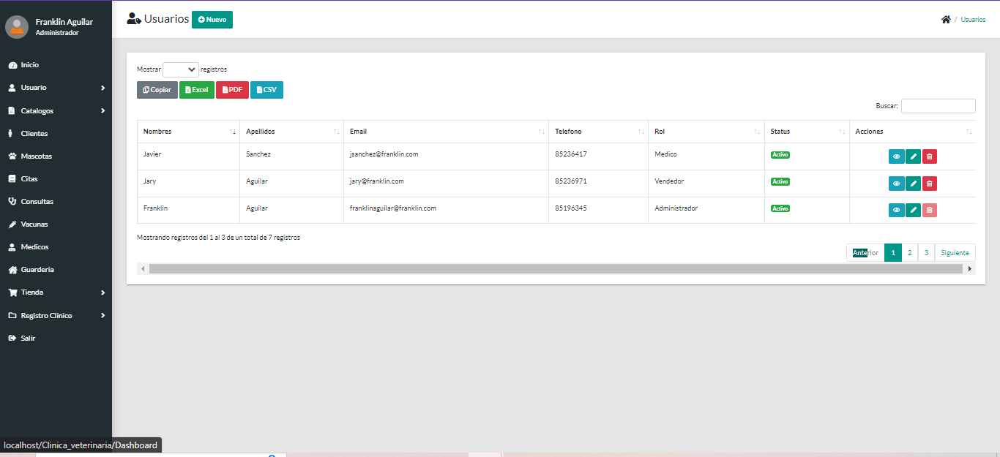 Franklin Aguilar
Administrador
Inicio
Usuario
Catalogos
Clientes
Mascotas
Citas
Consultas
Vacunas
Medicos
Guarderia
Tienda
Registro Clinico
Salir
Usuarios Nuevo
/ Usuarios
Mostrar registros
Copiar Excel PDF CSV
Buscar:
Nombres Apellidos Email Telefono Rol Status Acciones
Javier Sanchez jsanchez@franklin.com 85236417 Medico Activo
Jary Aguilar jary@franklin.com 85236971 Vendedor Activo
Franklin Aguilar franklinaguilar@franklin.com 85196345 Administrador Activo
Mostrando registros del 1 al 3 de un total de 7 registros
Anterior 1 2 3 Siguiente
localhost/Clinica_veterinaria/Dashboard